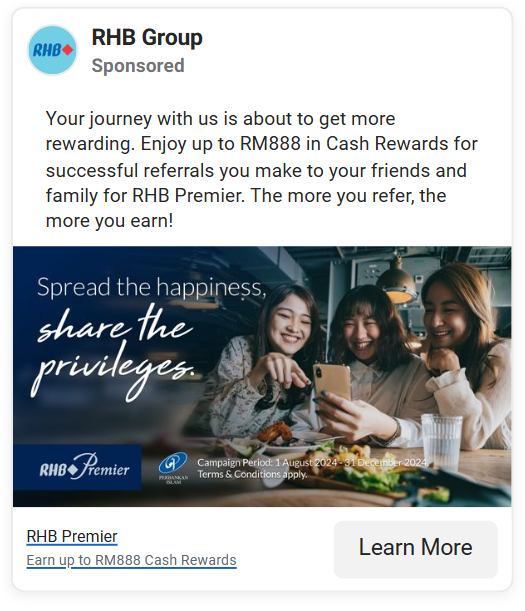 RHB
RHB Group
Sponsored
Your journey with us is about to get more
rewarding. Enjoy up to RM888 in Cash Rewards for
successful referrals you make to your friends and
family for RHB Premier. The more you refer, the
more you earn!
Spread the happiness,
share the
privileges.
RHB Premier
PERBANKAN
ISLAM
Campaign Period: 1 August 2024 - 31 December 2024.
Terms & Conditions apply.
RHB Premier
Earn up to RM888 Cash Rewards
Learn More